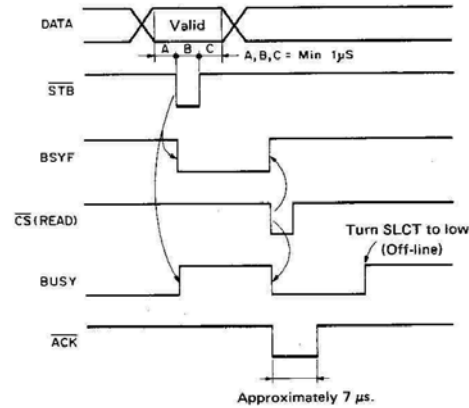 DATA
Valid
A B C
A,B,C = Min 1μS
STB
BSYF
CS (READ)
Turn SLCT to low
(Off-line)
BUSY
ACK
Approximately 7 μs.